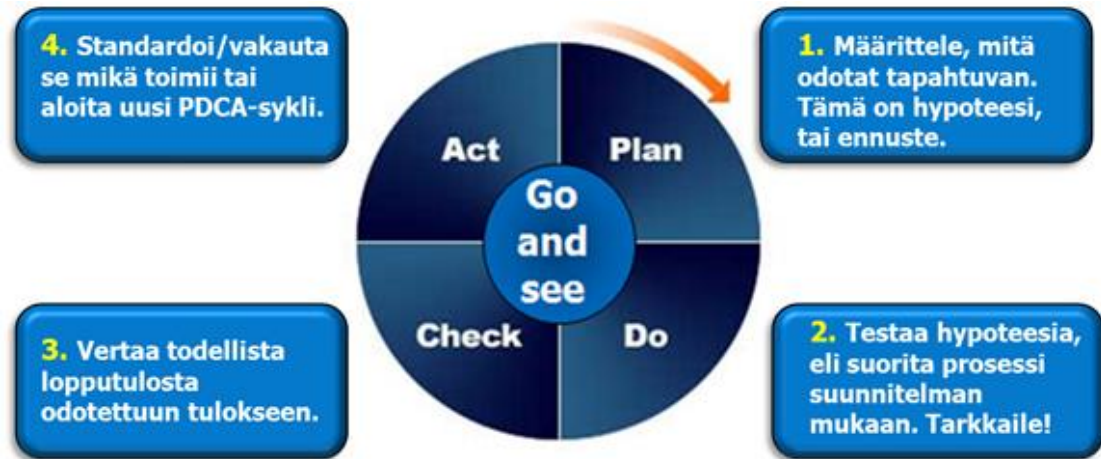 4. Standardoi/vakauta
se mikä toimii tai
aloita uusi PDCA-sykli.
1. Määrittele, mitä
odotat tapahtuvan.
Tämä on hypoteesi,
tai ennuste.
Act
Plan
Go
and
see
Check
Do
3. Vertaa todellista
lopputulosta
odotettuun tulokseen.
2. Testaa hypoteesia,
eli suorita prosessi
suunnitelman
mukaan. Tarkkaile!